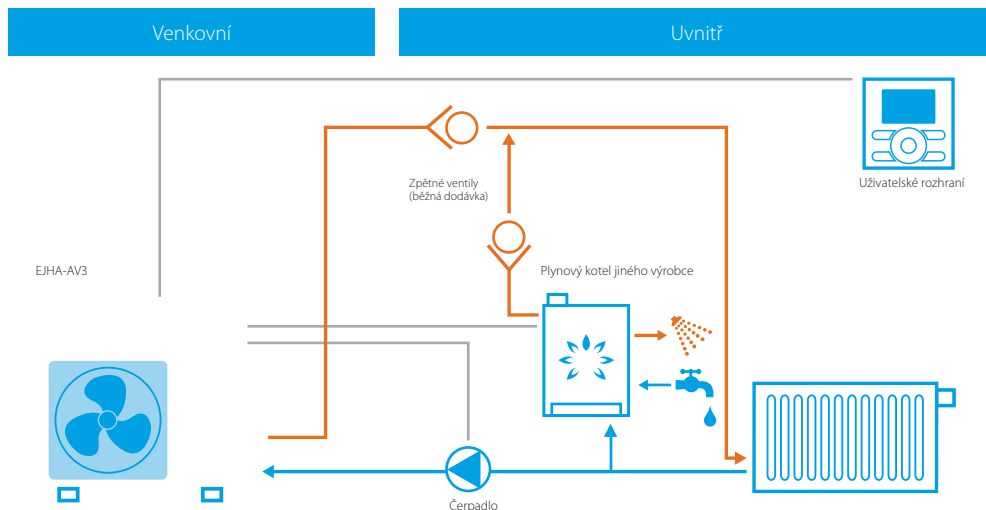 Venkovní
Uvnitř
Uživatelské rozhraní
Zpětné ventily
(běžná dodávka)
EJHA-AV3
Plynový kotel jiného výrobce
Čerpadlo